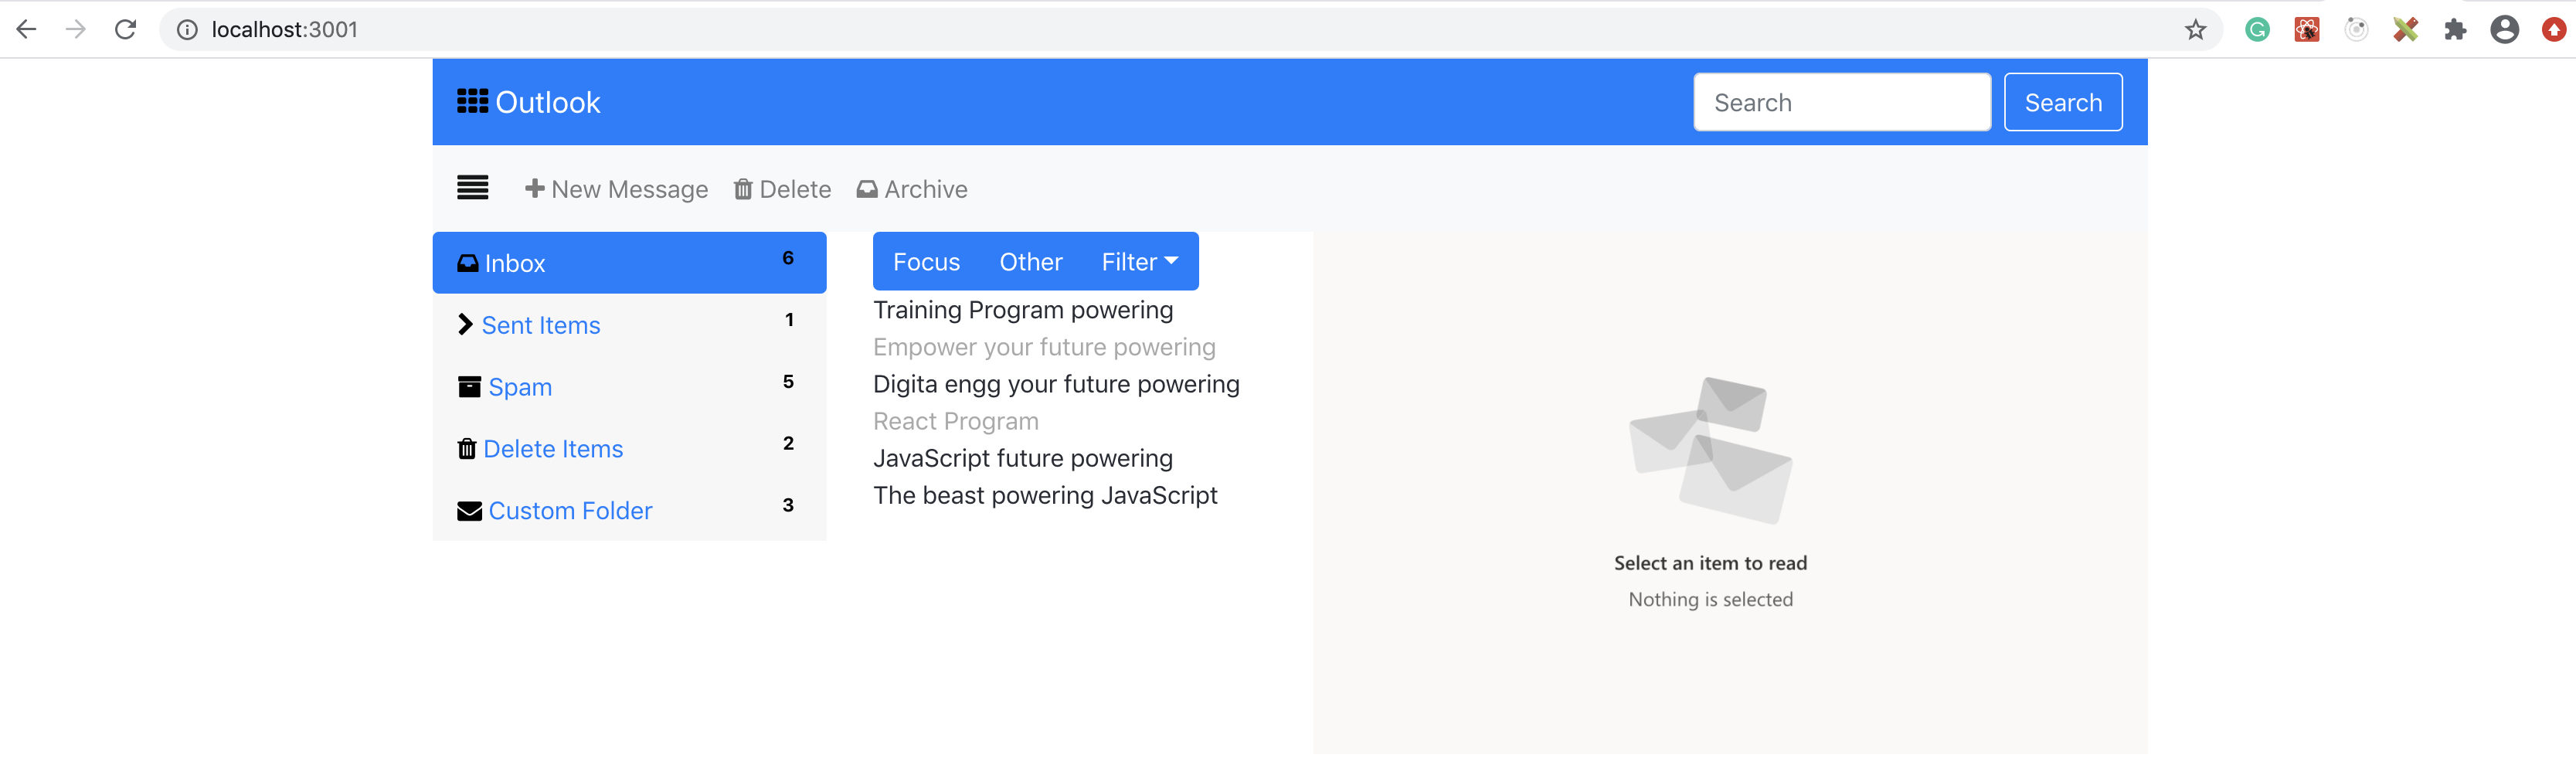 localhost:3001
Outlook
Search
Search
New Message
Delete
Archive
Inbox 6
Sent Items 1
Spam 5
Delete Items 2
Custom Folder 3
Focus
Other
Filter
Training Program powering
Empower your future powering
Digita engg your future powering
React Program
JavaScript future powering
The beast powering JavaScript
Select an item to read
Nothing is selected